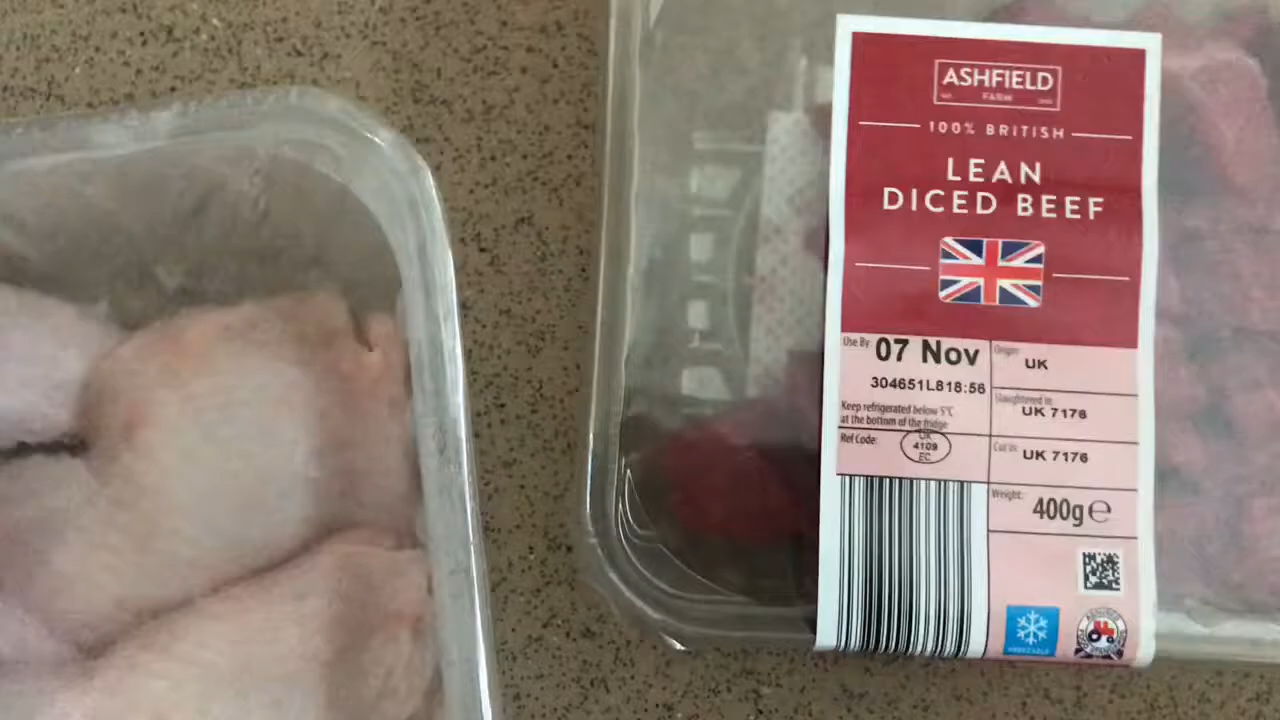 ASHFIELD
FARM
100% BRITISH
LEAN
DICED BEEF
Use By: 07 Nov
304651L818:56
Keep refrigerated below 5°C
at the bottom of the fridge
Ref Code:
UK
4109
EC
Origin: UK
Slaughtered in: UK 7176
Cut in: UK 7176
Weight: 400g e